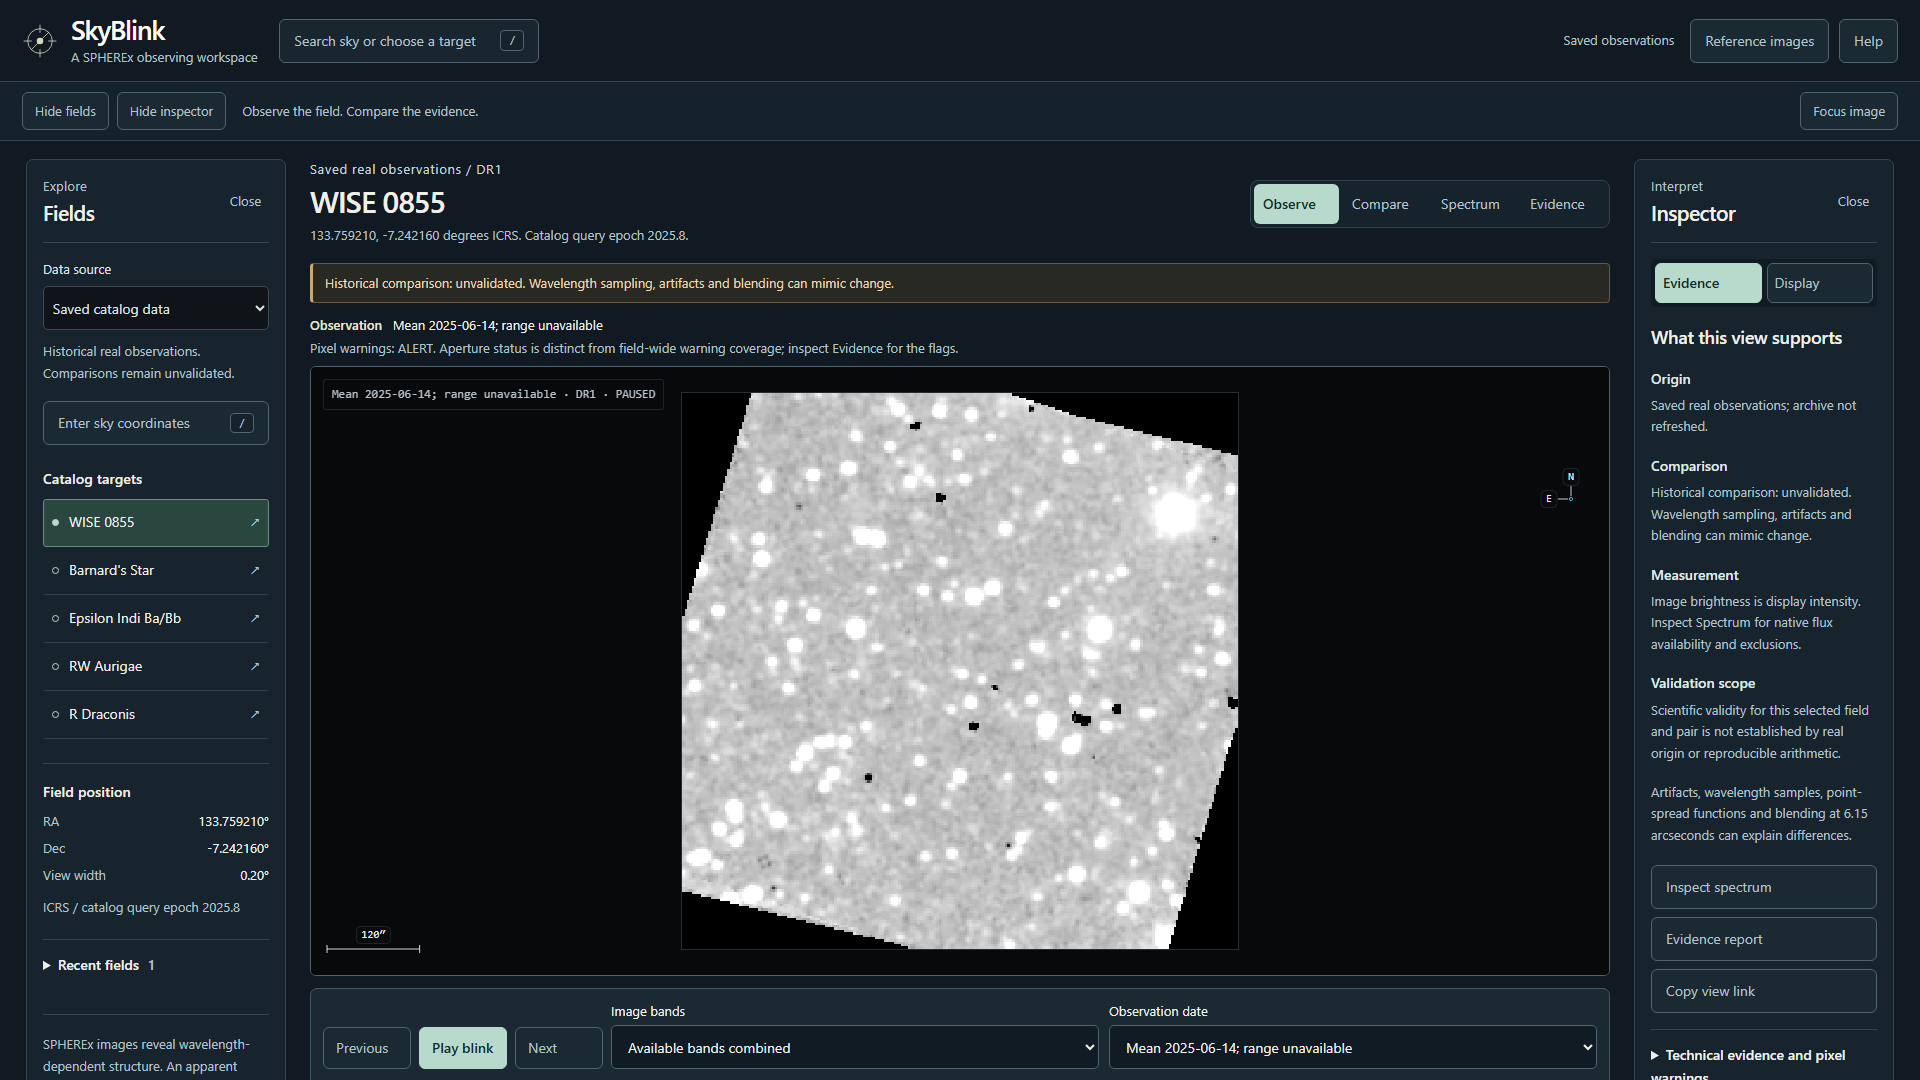 SkyBlink
A SPHEREx observing workspace
Search sky or choose a target /
Saved observations
Reference images
Help
Hide fields
Hide inspector
Observe the field. Compare the evidence.
Focus image
Explore
Fields
Close
Data source
Saved catalog data
Historical real observations.
Comparisons remain unvalidated.
Enter sky coordinates /
Catalog targets
WISE 0855 ↗
Barnard's Star ↗
Epsilon Indi Ba/Bb ↗
RW Aurigae ↗
R Draconis ↗
Field position
RA 133.759210°
Dec -7.242160°
View width 0.20°
ICRS / catalog query epoch 2025.8
Recent fields 1
SPHEREx images reveal wavelength-
dependent structure. An apparent
Saved real observations / DR1
WISE 0855
133.759210, -7.242160 degrees ICRS. Catalog query epoch 2025.8.
Observe
Compare
Spectrum
Evidence
Historical comparison: unvalidated. Wavelength sampling, artifacts and blending can mimic change.
Observation Mean 2025-06-14; range unavailable
Pixel warnings: ALERT. Aperture status is distinct from field-wide warning coverage; inspect Evidence for the flags.
Mean 2025-06-14; range unavailable · DR1 · PAUSED
N
E
120″
Previous
Play blink
Next
Image bands
Available bands combined
Observation date
Mean 2025-06-14; range unavailable
Interpret
Inspector
Close
Evidence
Display
What this view supports
Origin
Saved real observations; archive not
refreshed.
Comparison
Historical comparison: unvalidated.
Wavelength sampling, artifacts and
blending can mimic change.
Measurement
Image brightness is display intensity.
Inspect Spectrum for native flux
availability and exclusions.
Validation scope
Scientific validity for this selected field
and pair is not established by real
origin or reproducible arithmetic.
Artifacts, wavelength samples, point-
spread functions and blending at 6.15
arcseconds can explain differences.
Inspect spectrum
Evidence report
Copy view link
Technical evidence and pixel
warnings